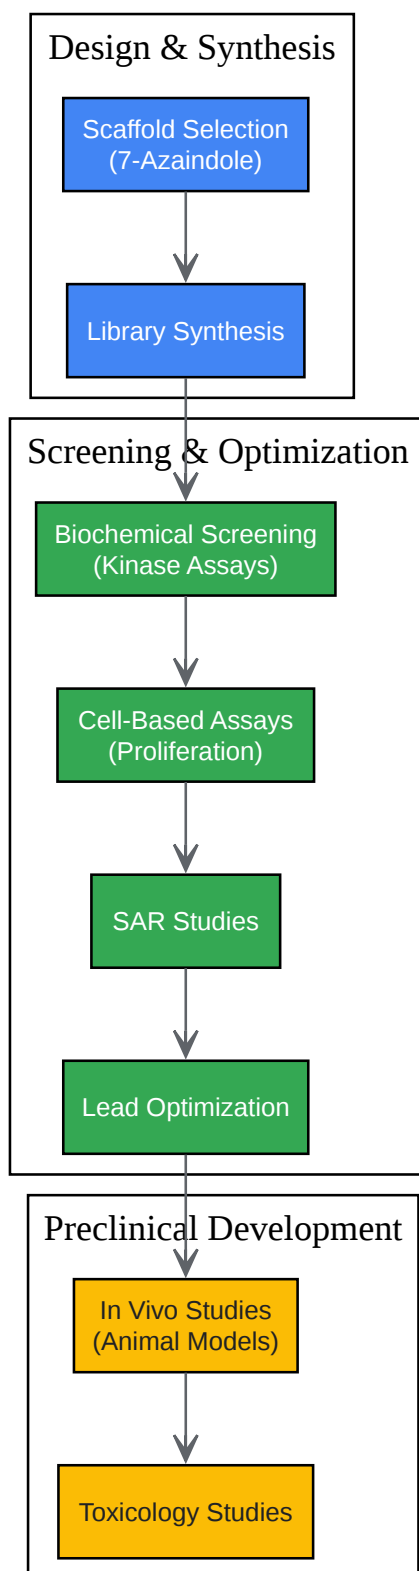 Design & Synthesis
Scaffold Selection
(7-Azaindole)
Library Synthesis
Screening & Optimization
Biochemical Screening
(Kinase Assays)
Cell-Based Assays
(Proliferation)
SAR Studies
Lead Optimization
Preclinical Development
In Vivo Studies
(Animal Models)
Toxicology Studies